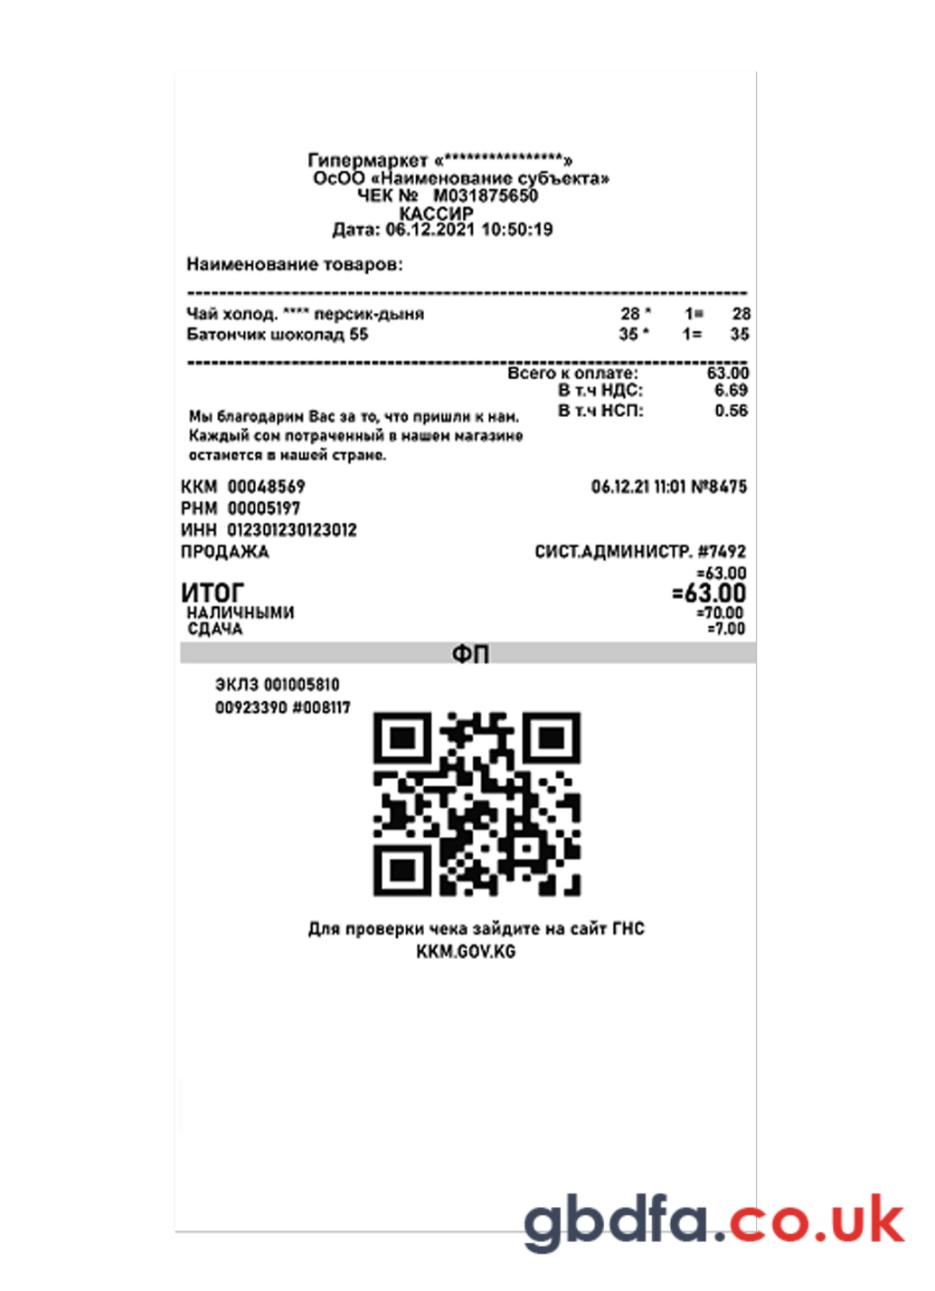 Гипермаркет «****************»
ОсОО «Наименование субъекта»
ЧЕК № М031875650
КАССИР
Дата: 06.12.2021 10:50:19
Наименование товаров:
Чай холод. **** персик-дыня 28 * 1= 28
Батончик шоколад 55 35 * 1= 35
Всего к оплате: 63.00
В т.ч НДС: 6.69
В т.ч НСП: 0.56
Мы благодарим Вас за то, что пришли к нам.
Каждый сом потраченный в нашем магазине
останется в нашей стране.
ККМ 00048569 06.12.21 11:01 №8475
РНМ 00005197
ИНН 012301230123012
ПРОДАЖА СИСТ.АДМИНИСТР. #7492
=63.00
ИТОГ =63.00
НАЛИЧНЫМИ =70.00
СДАЧА =7.00
ФП
ЭКЛЗ 001005810
00923390 #008117
Для проверки чека зайдите на сайт ГНС
KKM.GOV.KG
gbdfa.co.uk